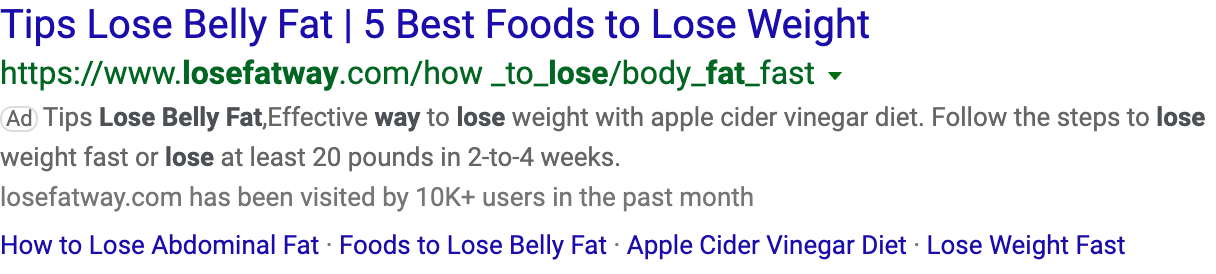 Tips Lose Belly Fat | 5 Best Foods to Lose Weight
https://www.losefatway.com/how _to_lose/body_fat_fast
Ad Tips Lose Belly Fat,Effective way to lose weight with apple cider vinegar diet. Follow the steps to lose
weight fast or lose at least 20 pounds in 2-to-4 weeks.
losefatway.com has been visited by 10K+ users in the past month
How to Lose Abdominal Fat · Foods to Lose Belly Fat · Apple Cider Vinegar Diet · Lose Weight Fast